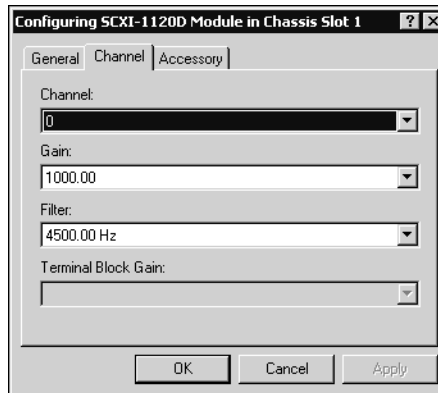 Configuring SCXI-1120D Module in Chassis Slot 1
General Channel Accessory
Channel:
0
Gain:
1000.00
Filter:
4500.00 Hz
Terminal Block Gain:
OK Cancel Apply